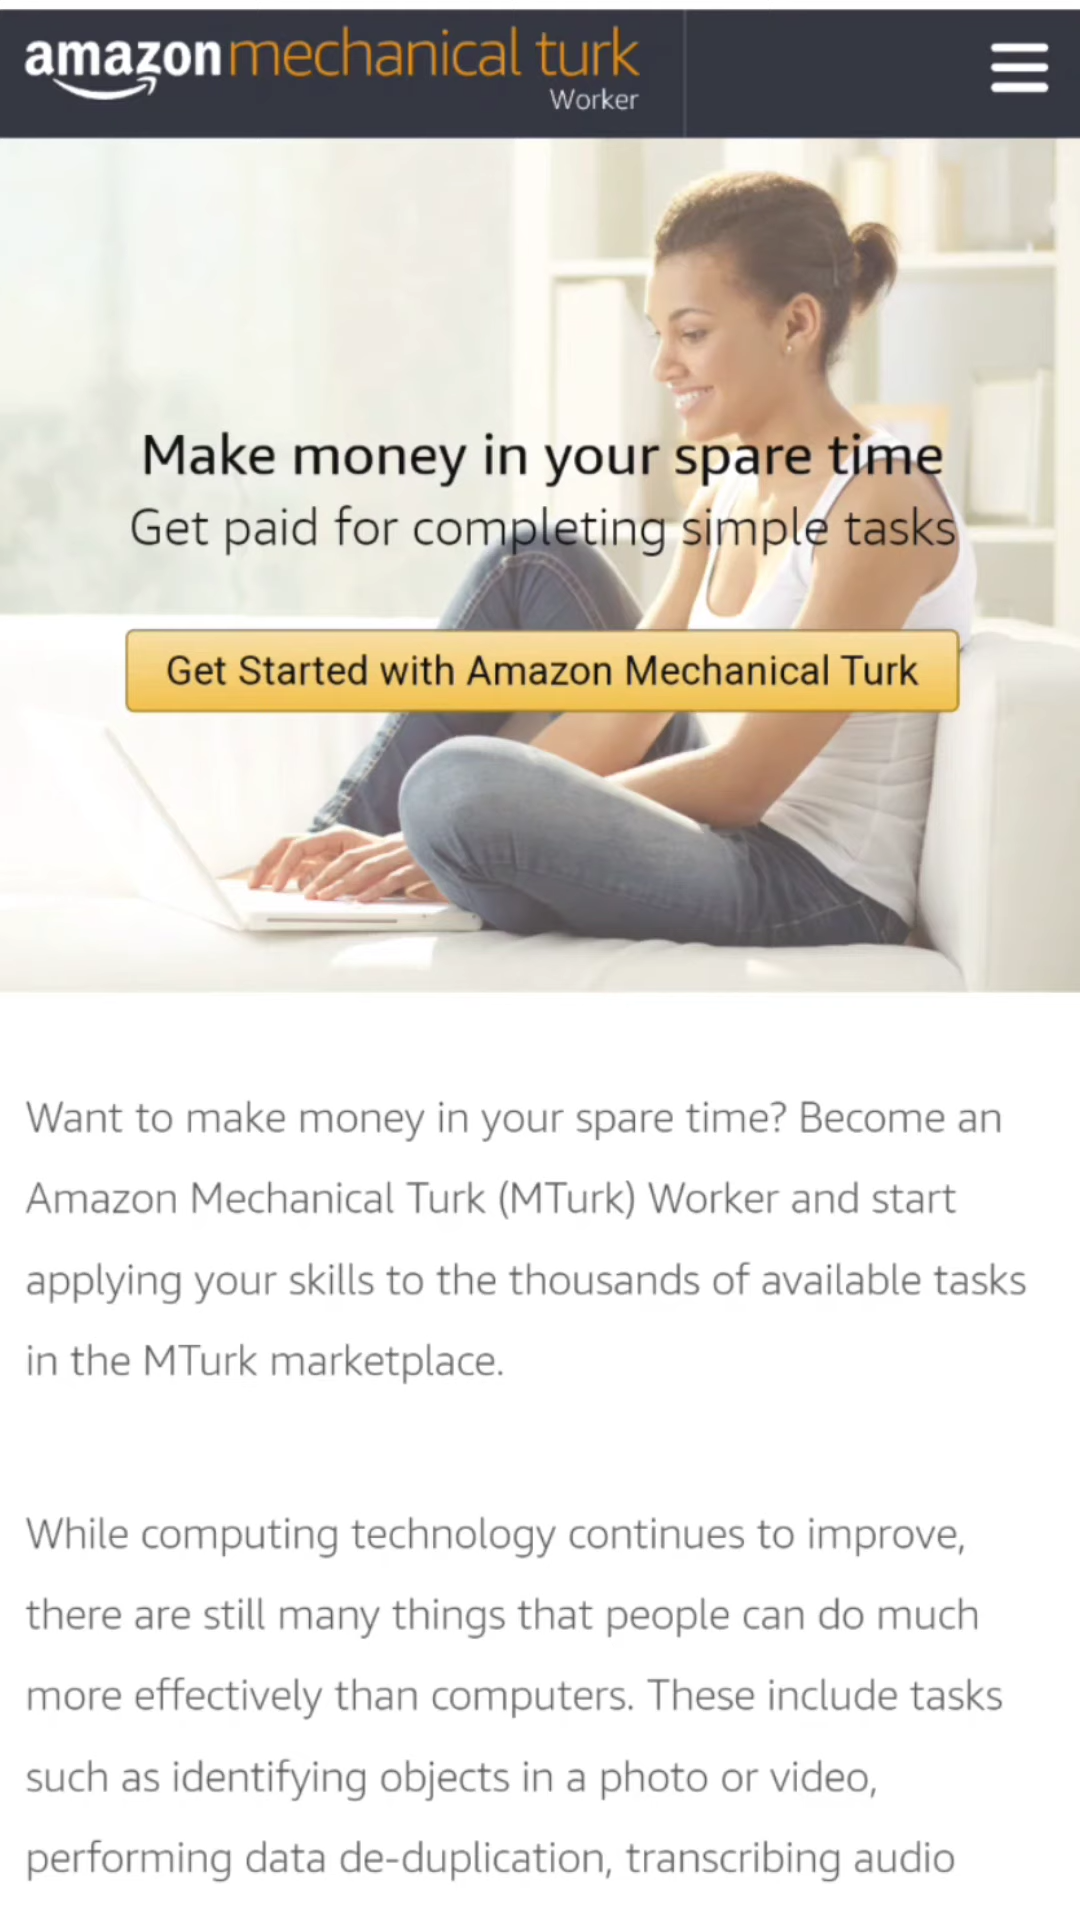 amazon mechanical turk
Worker
Make money in your spare time
Get paid for completing simple tasks
Get Started with Amazon Mechanical Turk
Want to make money in your spare time? Become an
Amazon Mechanical Turk (MTurk) Worker and start
applying your skills to the thousands of available tasks
in the MTurk marketplace.
While computing technology continues to improve,
there are still many things that people can do much
more effectively than computers. These include tasks
such as identifying objects in a photo or video,
performing data de-duplication, transcribing audio